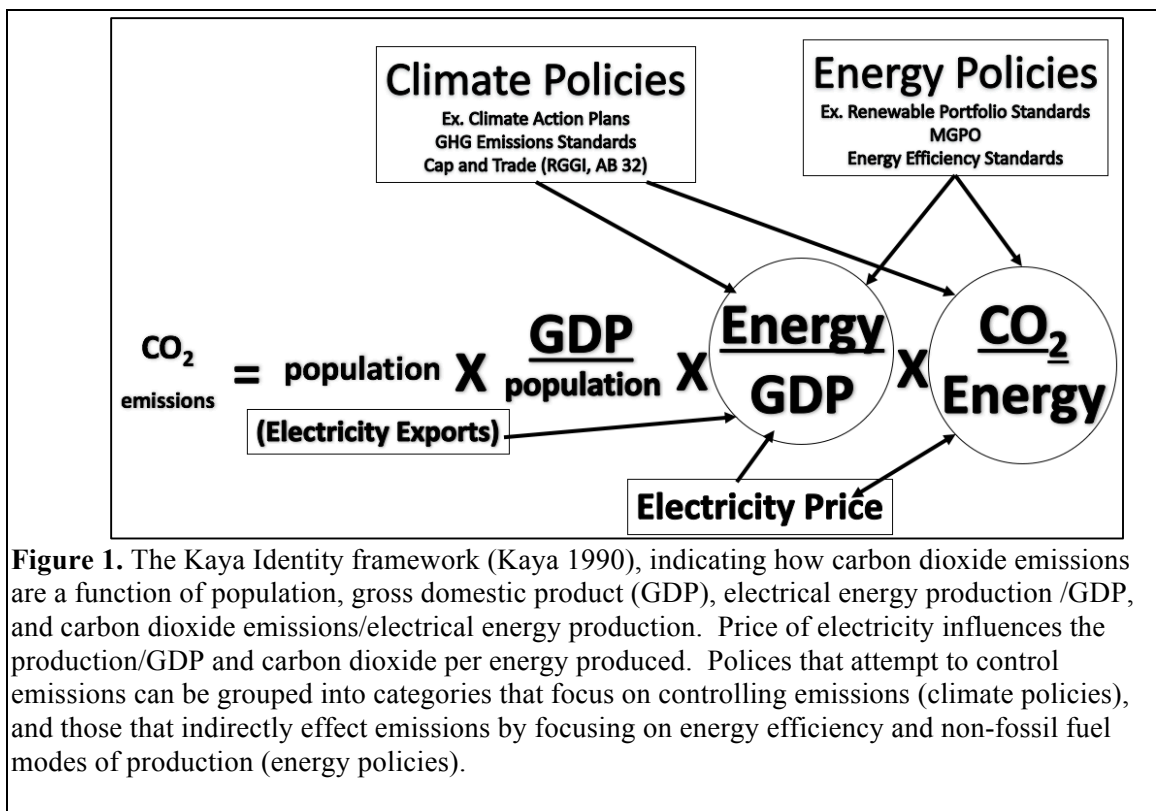 Climate Policies
Ex. Climate Action Plans
GHG Emissions Standards
Cap and Trade (RGGI, AB 32)
Energy Policies
Ex. Renewable Portfolio Standards
MGPO
Energy Efficiency Standards
CO2
emissions
=
population
X
GDP
population
X
Energy
GDP
X
CO2
Energy
(Electricity Exports)
Electricity Price
Figure 1. The Kaya Identity framework (Kaya 1990), indicating how carbon dioxide emissions
are a function of population, gross domestic product (GDP), electrical energy production /GDP,
and carbon dioxide emissions/electrical energy production.  Price of electricity influences the
production/GDP and carbon dioxide per energy produced.  Polices that attempt to control
emissions can be grouped into categories that focus on controlling emissions (climate policies),
and those that indirectly effect emissions by focusing on energy efficiency and non-fossil fuel
modes of production (energy policies).